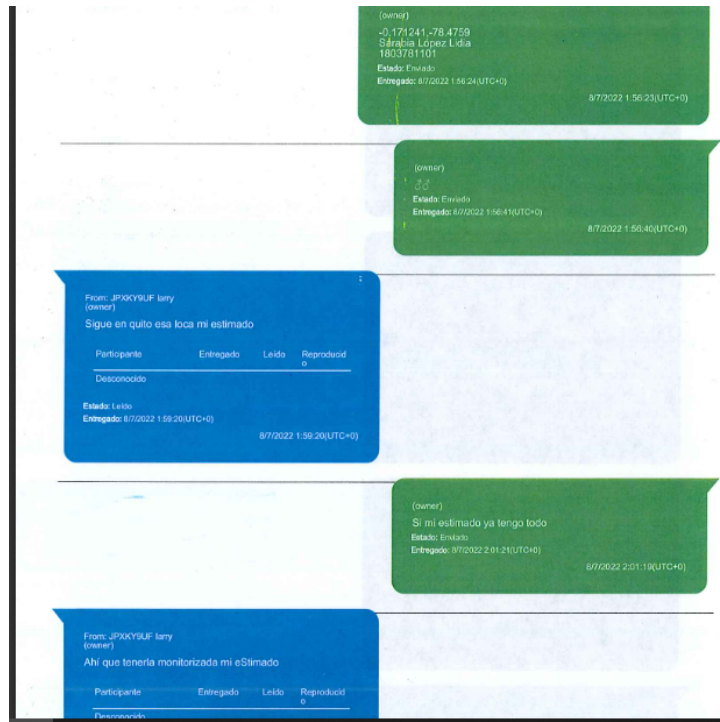 (owner)
-0.171241,-78.4759
Sarabia López Lidia
1803781101
Estado: Enviado
Entregado: 8/7/2022 1:56:24(UTC+0)
8/7/2022 1:56:23(UTC+0)
(owner)
Estado: Enviado
Entregado: 8/7/2022 1:56:41(UTC+0)
8/7/2022 1:56:40(UTC+0)
From: JPXKY9UF larry
(owner)
Sigue en quito esa loca mi estimado
Participante Entregado Leído Reproducid
o
Desconocido
Estado: Leído
Entregado: 8/7/2022 1:59:20(UTC+0)
8/7/2022 1:59:20(UTC+0)
(owner)
Si mi estimado ya tengo todo
Estado: Enviado
Entregado: 8/7/2022 2:01:21(UTC+0)
8/7/2022 2:01:19(UTC+0)
From: JPXKY9UF larry
(owner)
Ahí que tenerla monitorizada mi eStimado
Participante Entregado Leído Reproducid
o
Desconocido